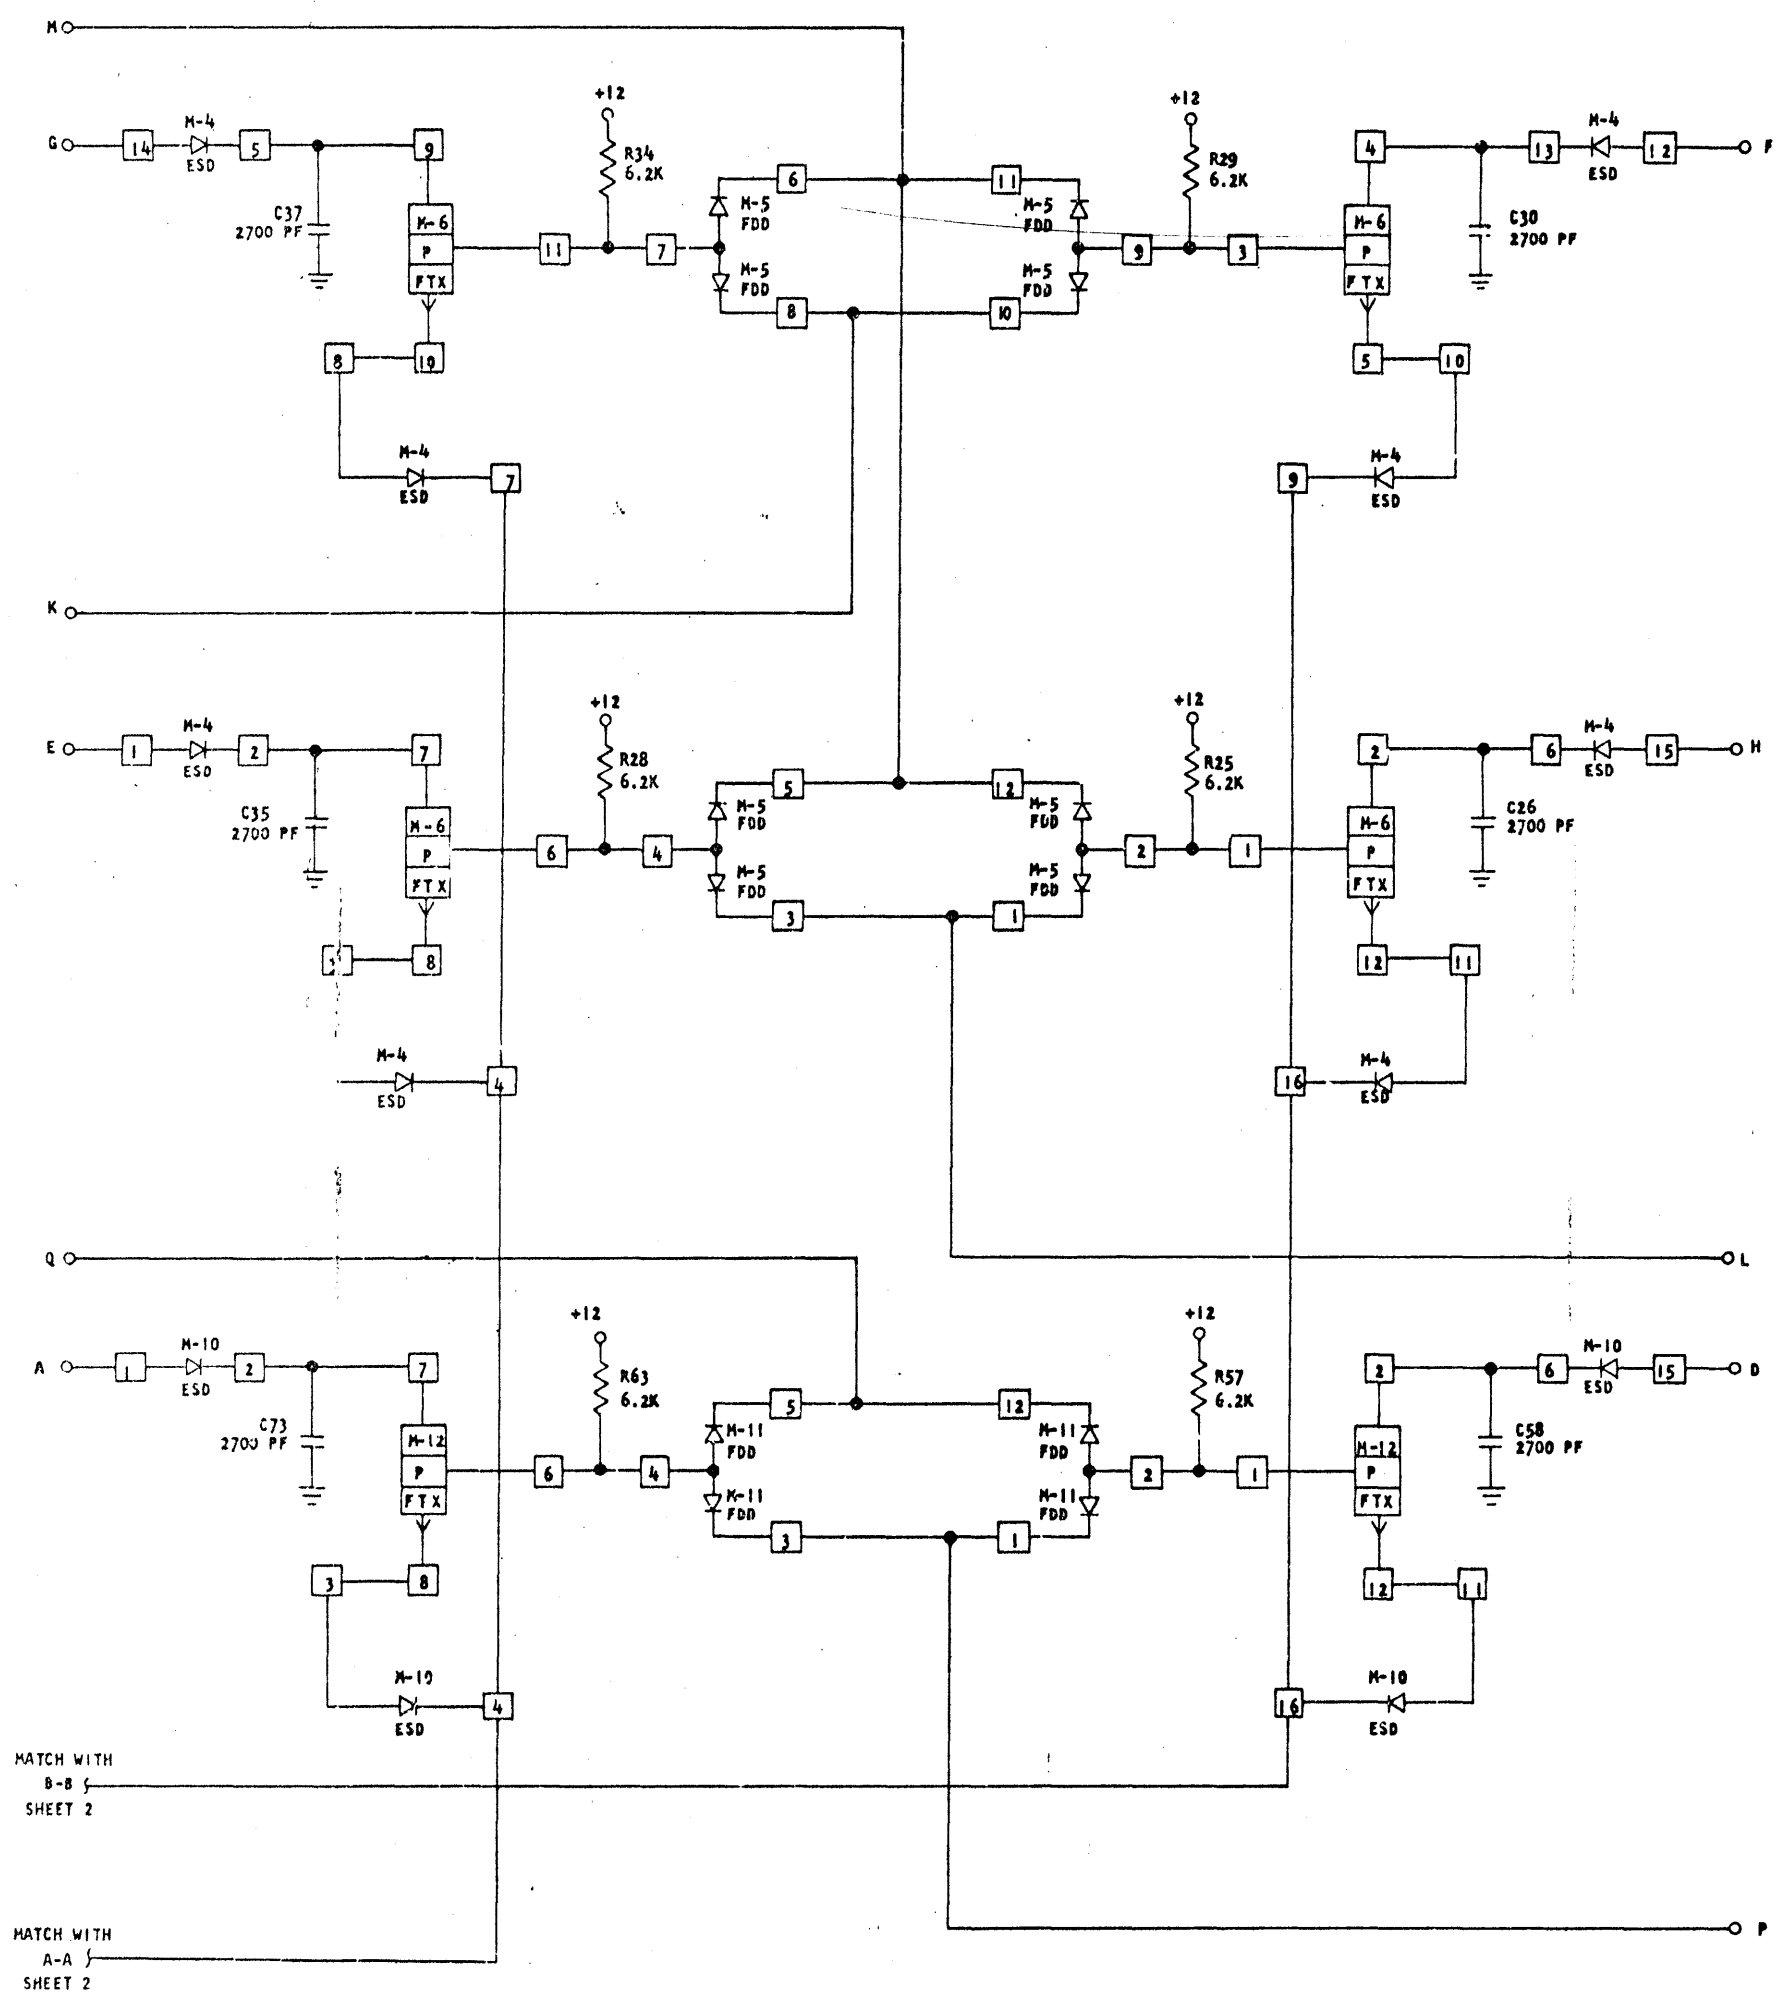 M
+12
+12
G
14
M-4
ESD
5
9
R34
6.2K
R29
6.2K
4
13
M-4
ESD
12
F
C37
2700 PF
M-6
P
FTX
11
7
6
M-5
FDD
M-5
FDD
8
11
M-5
FDD
M-5
FDD
10
9
3
M-6
P
FTX
C30
2700 PF
8
10
5
10
M-4
ESD
7
9
M-4
ESD
K
+12
+12
E
1
M-4
ESD
2
7
R28
6.2K
R25
6.2K
2
6
M-4
ESD
15
H
C35
2700 PF
M-6
P
FTX
6
4
5
M-5
FDD
M-5
FDD
3
12
M-5
FDD
M-5
FDD
1
2
1
M-6
P
FTX
C26
2700 PF
8
12
11
M-4
ESD
4
16
M-4
ESD
Q
L
+12
+12
A
1
M-10
ESD
2
7
R63
6.2K
R57
6.2K
2
6
M-10
ESD
15
D
C73
2700 PF
M-12
P
FTX
6
4
5
M-11
FDD
M-11
FDD
3
12
M-11
FDD
M-11
FDD
1
2
1
M-12
P
FTX
C58
2700 PF
3
8
12
11
M-10
ESD
4
16
M-10
ESD
MATCH WITH
B-B
SHEET 2
P
MATCH WITH
A-A
SHEET 2